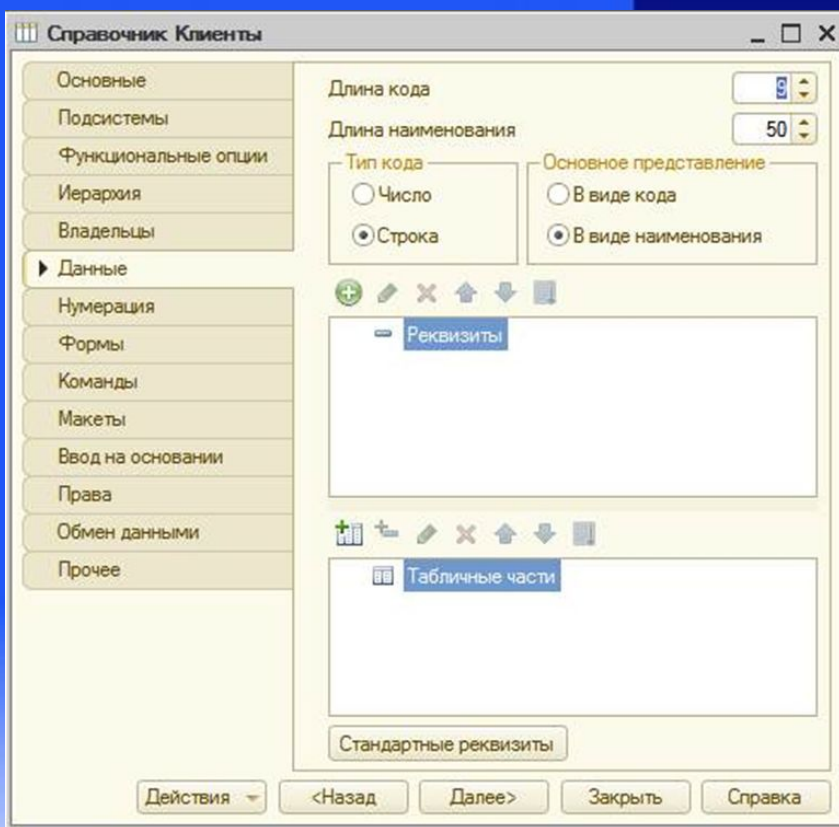 Справочник Клиенты
Основные
Подсистемы
Функциональные опции
Иерархия
Владельцы
Данные
Нумерация
Формы
Команды
Макеты
Ввод на основании
Права
Обмен данными
Прочее
Длина кода 9
Длина наименования 50
Тип кода
Число
Строка
Основное представление
В виде кода
В виде наименования
Реквизиты
Табличные части
Стандартные реквизиты
Действия <Назад Далее> Закрыть Справка